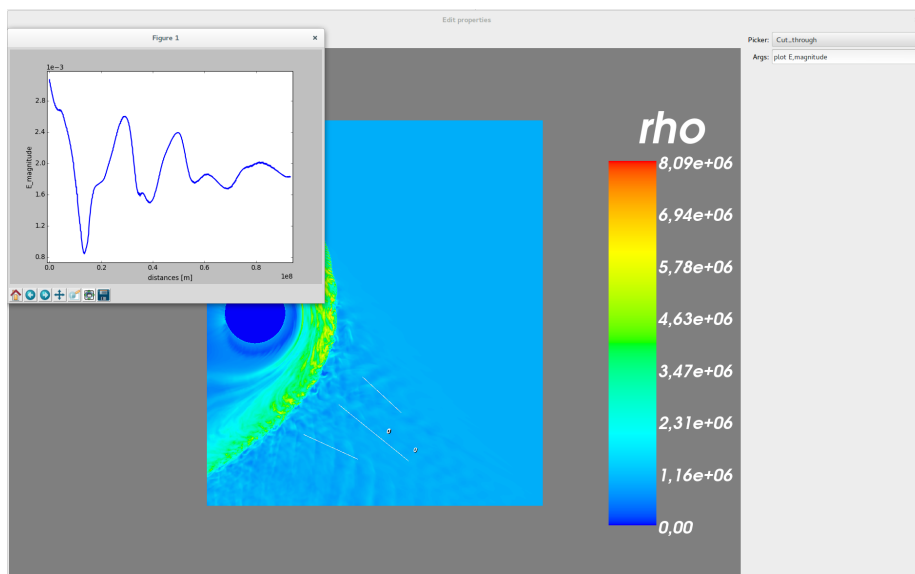 Edit properties
Figure 1
×
Picker:
Cut_through
Args:
plot E_magnitude
1e−3
2.8
2.4
2.0
1.6
1.2
0.8
E_magnitude
0.0
0.2
0.4
0.6
0.8
1e8
distances [m]
rho
8,09e+06
6,94e+06
5,78e+06
4,63e+06
3,47e+06
2,31e+06
1,16e+06
0,00